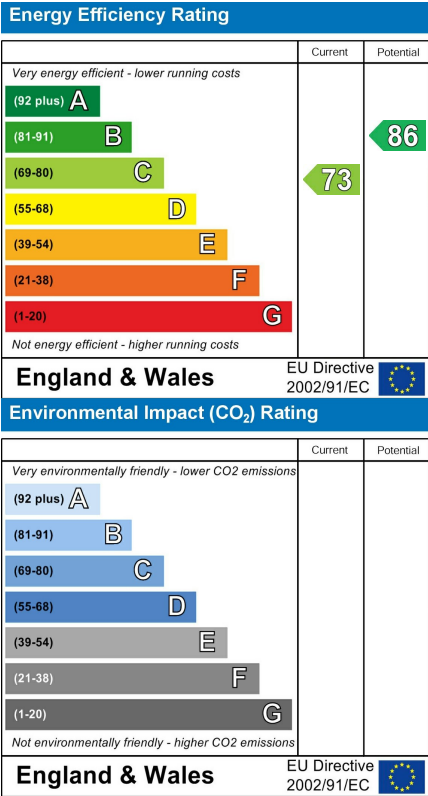 Energy Efficiency Rating
Current Potential
Very energy efficient - lower running costs
(92 plus) A
(81-91) B
86
(69-80) C
73
(55-68) D
(39-54) E
(21-38) F
(1-20) G
Not energy efficient - higher running costs
England & Wales
EU Directive
2002/91/EC
Environmental Impact (CO₂) Rating
Current Potential
Very environmentally friendly - lower CO2 emissions
(92 plus) A
(81-91) B
(69-80) C
(55-68) D
(39-54) E
(21-38) F
(1-20) G
Not environmentally friendly - higher CO2 emissions
England & Wales
EU Directive
2002/91/EC